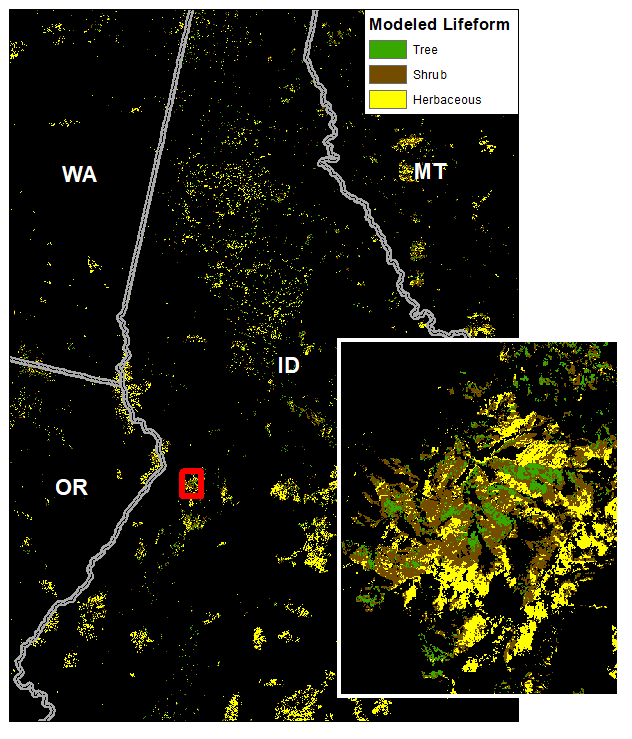 Modeled Lifeform
Tree
Shrub
Herbaceous
WA
MT
ID
OR